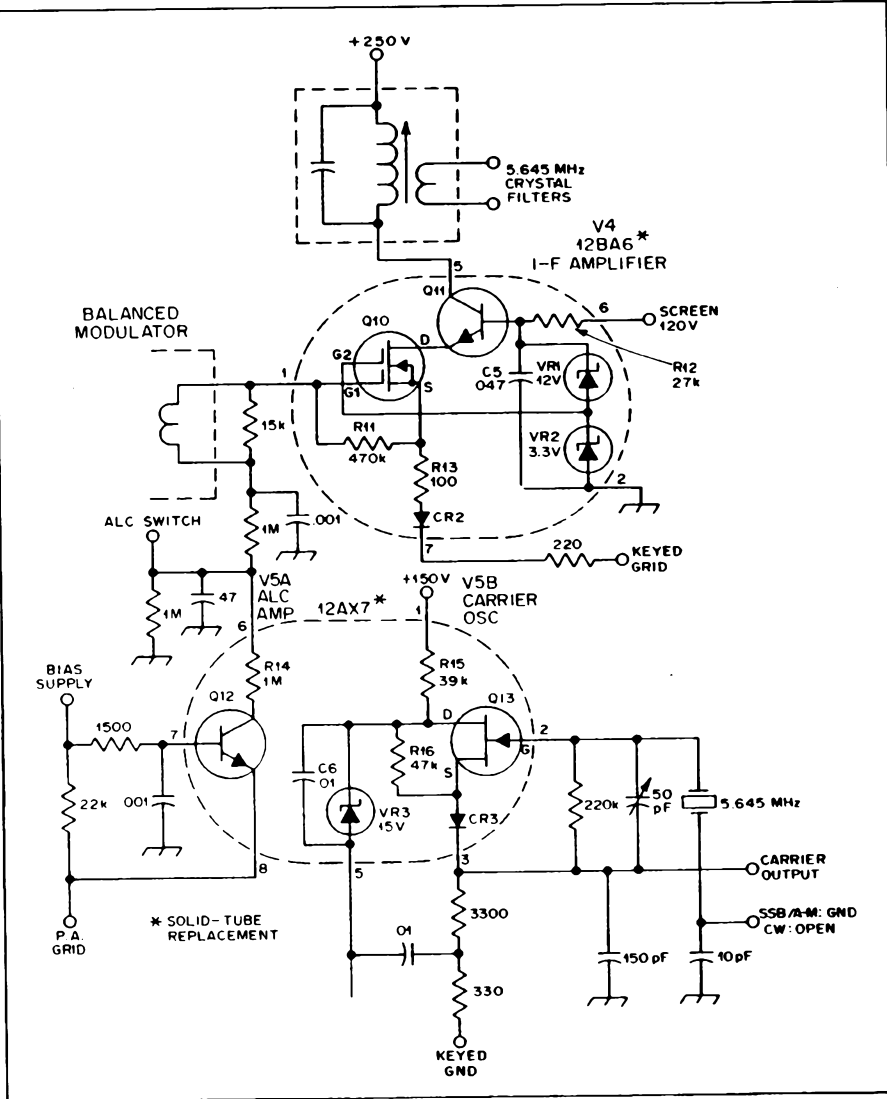 +250V
5.645 MHz
CRYSTAL
FILTERS
V4
12BA6*
I-F AMPLIFIER
5
Q11
6
SCREEN
120V
BALANCED
MODULATOR
Q10
D
G2
G1
S
1
C5
.047
VR1
12V
R12
27k
15k
R11
470k
VR2
3.3V
R13
100
2
ALC SWITCH
1M
.001
CR2
7
220
KEYED
GRID
+150V
V5A
ALC
AMP
12AX7*
V5B
CARRIER
OSC
1M
47
6
1
R14
1M
R15
39k
BIAS
SUPPLY
Q12
Q13
1500
7
D
2
G
S
R16
47k
C6
.01
22k
.001
VR3
15V
CR3
220k
50
pF
5.645 MHz
8
5
3
CARRIER
OUTPUT
P.A.
GRID
* SOLID-TUBE
REPLACEMENT
3300
SSB/A-M: GND
CW: OPEN
.01
150 pF
10pF
330
KEYED
GND